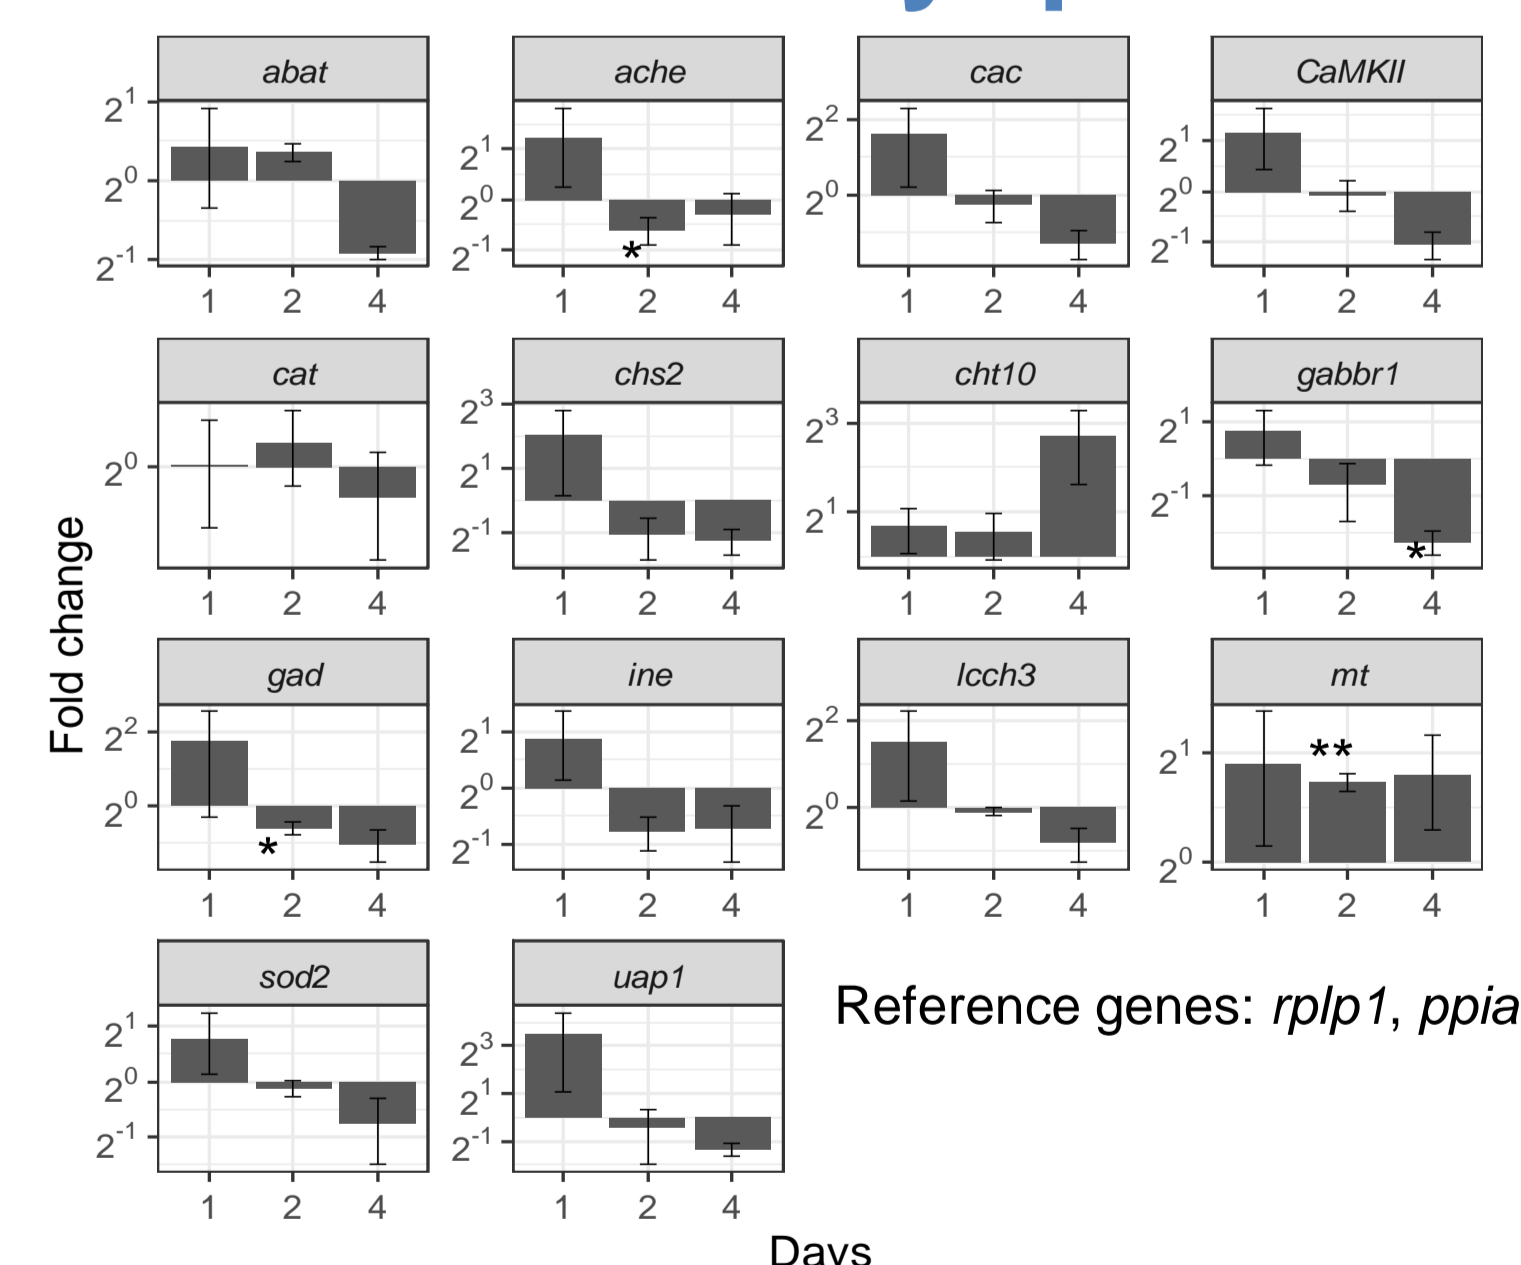 abat ache cac CaMKII
2^1 2^0 2^-1
2^1 2^0 2^-1
2^2 2^0
2^1 2^0 2^-1
* 
1 2 4 1 2 4 1 2 4 1 2 4
cat chs2 cht10 gabbr1
2^0
2^3 2^1 2^-1
2^3 2^1
2^1 2^-1
*
1 2 4 1 2 4 1 2 4 1 2 4
Fold change
gad ine lcch3 mt
2^2 2^0
2^1 2^0 2^-1
2^2 2^0
2^1 2^0
* **
1 2 4 1 2 4 1 2 4 1 2 4
sod2 uap1
2^1 2^0 2^-1
2^3 2^1 2^-1
1 2 4 1 2 4
Reference genes: rplp1, ppia
Days